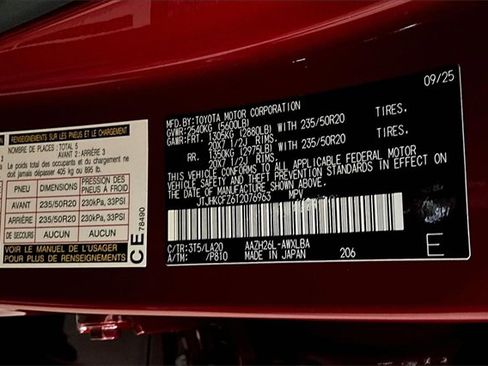 RENSEIGNEMENTS SUR LES PNEUS ET LE CHARGEMENT
NOMBRE DE PLACES: TOTAL 5
AVANT 2: ARRIÈRE 3
Le poids total des occupants et du chargement ne
doit jamais dépasser 405 kg ou 895 lb.
PNEU DIMENSIONS PRESSION DES PNEUS À FROID
AVANT 235/50R20 230kPa, 33PSI
ARRIÈRE 235/50R20 230kPa, 33PSI
DE SECOURS AUCUN AUCUN
VOIR LE MANUEL DE L'USAGER
POUR PLUS DE RENSEIGNEMENTS
CE 78490
09/25
MFD.BY:TOYOTA MOTOR CORPORATION
GVWR:2540KG (5600LB)
GAWR:FRT. 1305KG (2880LB) WITH 235/50R20 TIRES.
20X7 1/2J RIMS.
RR. 1350KG (2975LB) WITH 235/50R20 TIRES.
20X7 1/2J RIMS.
THIS VEHICLE CONFORMS TO ALL APPLICABLE FEDERAL MOTOR
VEHICLE SAFETY AND THEFT PREVENTION STANDARDS IN EFFECT ON
THE DATE OF MANUFACTURE SHOWN ABOVE.
JTJHKCFZ6T2076963 MPV
C/TR:3T5/LA20 AAZH26L-AWXLBA
A/TM: /P810 MADE IN JAPAN 206
E